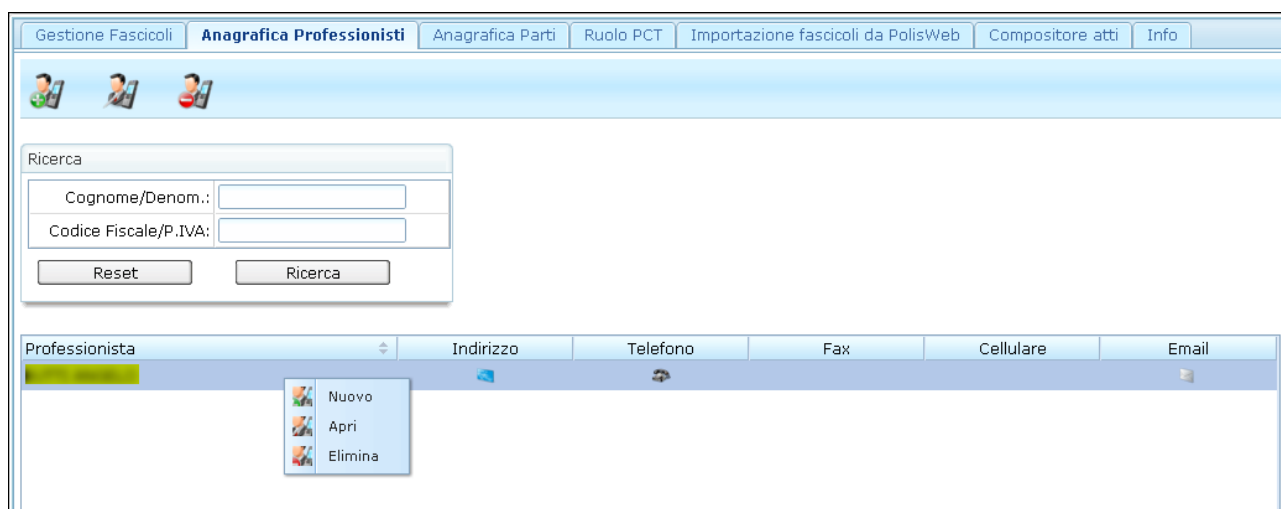 Gestione Fascicoli Anagrafica Professionisti Anagrafica Parti Ruolo PCT Importazione fascicoli da PolisWeb Compositore atti Info
Ricerca
Cognome/Denom.:
Codice Fiscale/P.IVA:
Reset Ricerca
Professionista Indirizzo Telefono Fax Cellulare Email
Nuovo
Apri
Elimina